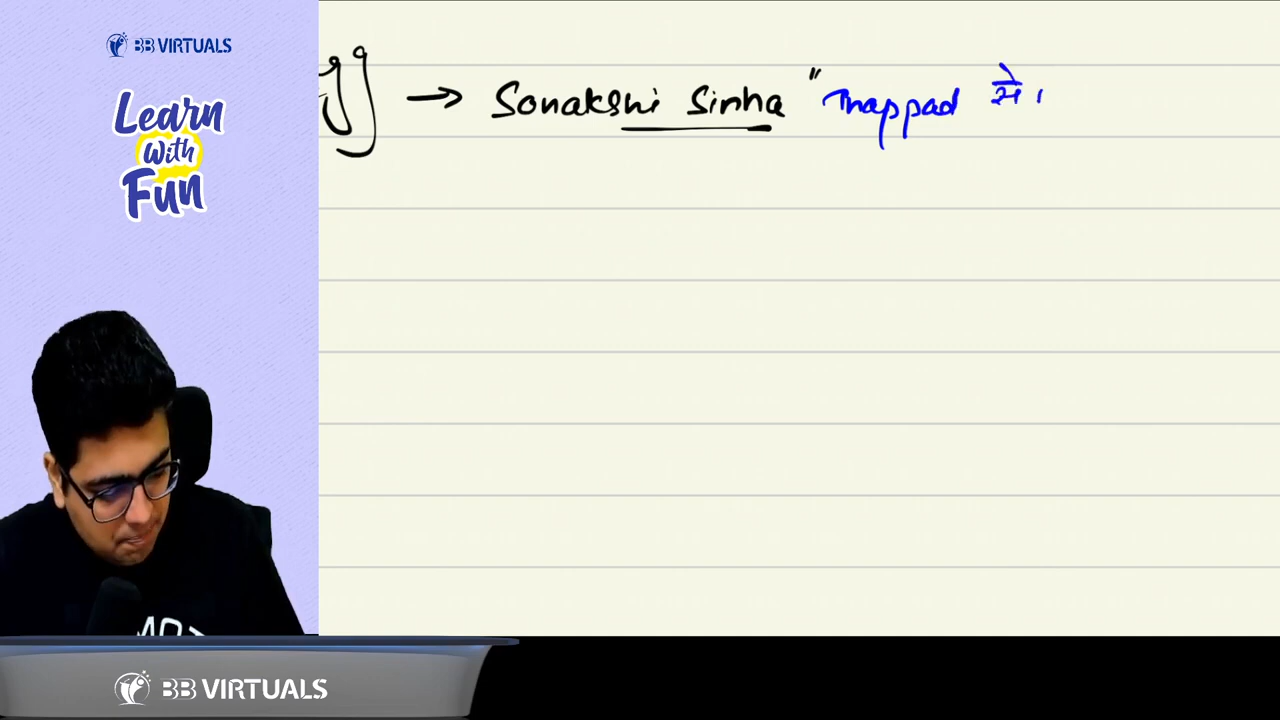 BB VIRTUALS
Learn
With
Fun
→ Sonakshi Sinha " Thappad से।
BB VIRTUALS